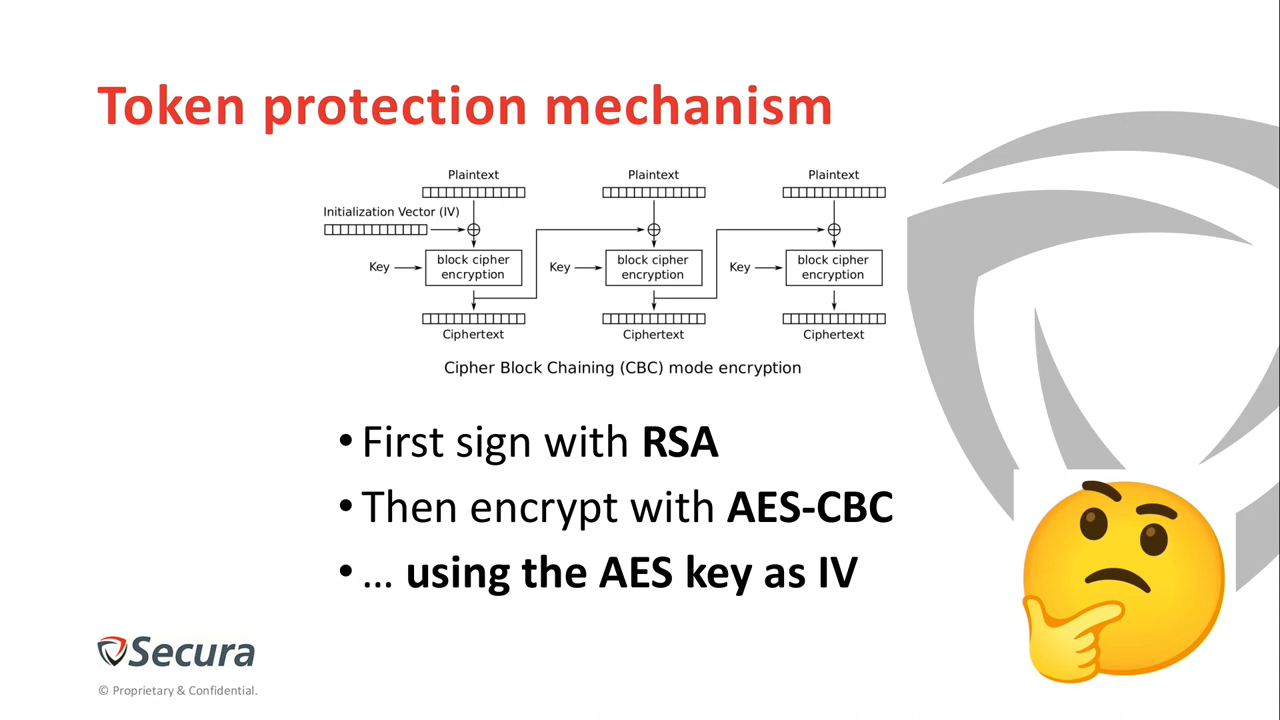 Token protection mechanism
Plaintext Plaintext Plaintext
Initialization Vector (IV)
Key block cipher encryption Key block cipher encryption Key block cipher encryption
Ciphertext Ciphertext Ciphertext
Cipher Block Chaining (CBC) mode encryption
• First sign with RSA
• Then encrypt with AES-CBC
• ... using the AES key as IV
Secura
© Proprietary & Confidential.